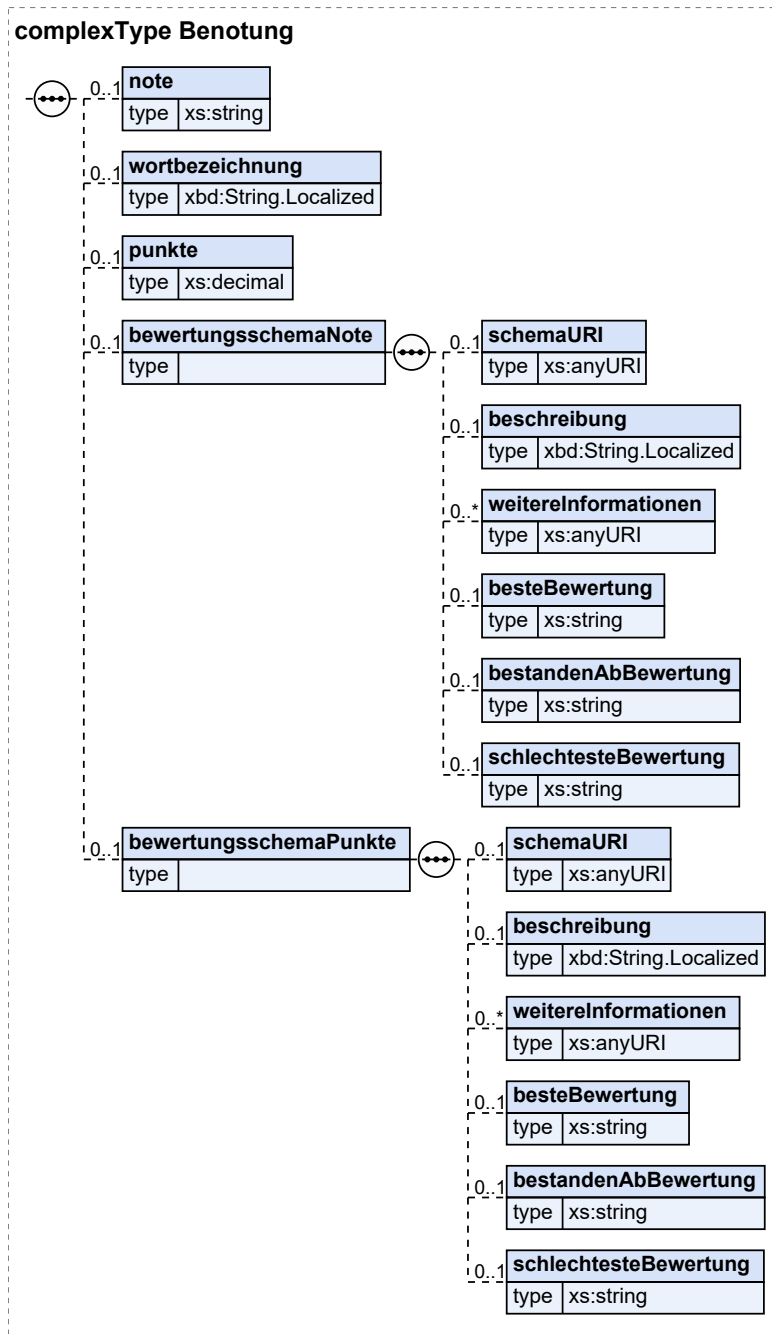 complexType Benotung
0..1 note
type xs:string
0..1 wortbezeichnung
type xbd:String.Localized
0..1 punkte
type xs:decimal
0..1 bewertungsschemaNote
type
0..1 schemaURI
type xs:anyURI
0..1 beschreibung
type xbd:String.Localized
0..* weitereInformationen
type xs:anyURI
0..1 besteBewertung
type xs:string
0..1 bestandenAbBewertung
type xs:string
0..1 schlechtesteBewertung
type xs:string
0..1 bewertungsschemaPunkte
type
0..1 schemaURI
type xs:anyURI
0..1 beschreibung
type xbd:String.Localized
0..* weitereInformationen
type xs:anyURI
0..1 besteBewertung
type xs:string
0..1 bestandenAbBewertung
type xs:string
0..1 schlechtesteBewertung
type xs:string